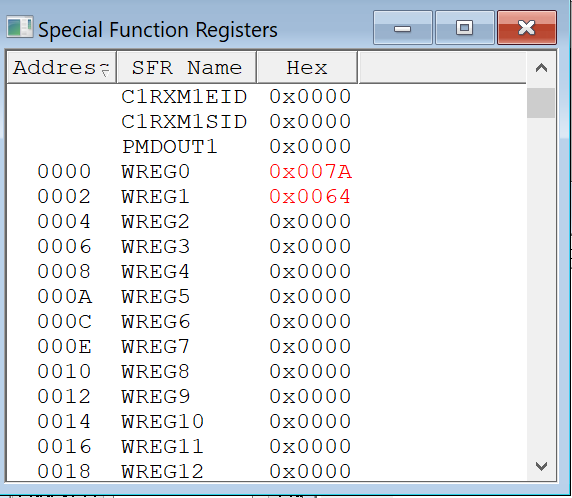 Special Function Registers
Address SFR Name Hex
C1RXM1EID 0x0000
C1RXM1SID 0x0000
PMDOUT1 0x0000
0000 WREG0 0x007A
0002 WREG1 0x0064
0004 WREG2 0x0000
0006 WREG3 0x0000
0008 WREG4 0x0000
000A WREG5 0x0000
000C WREG6 0x0000
000E WREG7 0x0000
0010 WREG8 0x0000
0012 WREG9 0x0000
0014 WREG10 0x0000
0016 WREG11 0x0000
0018 WREG12 0x0000